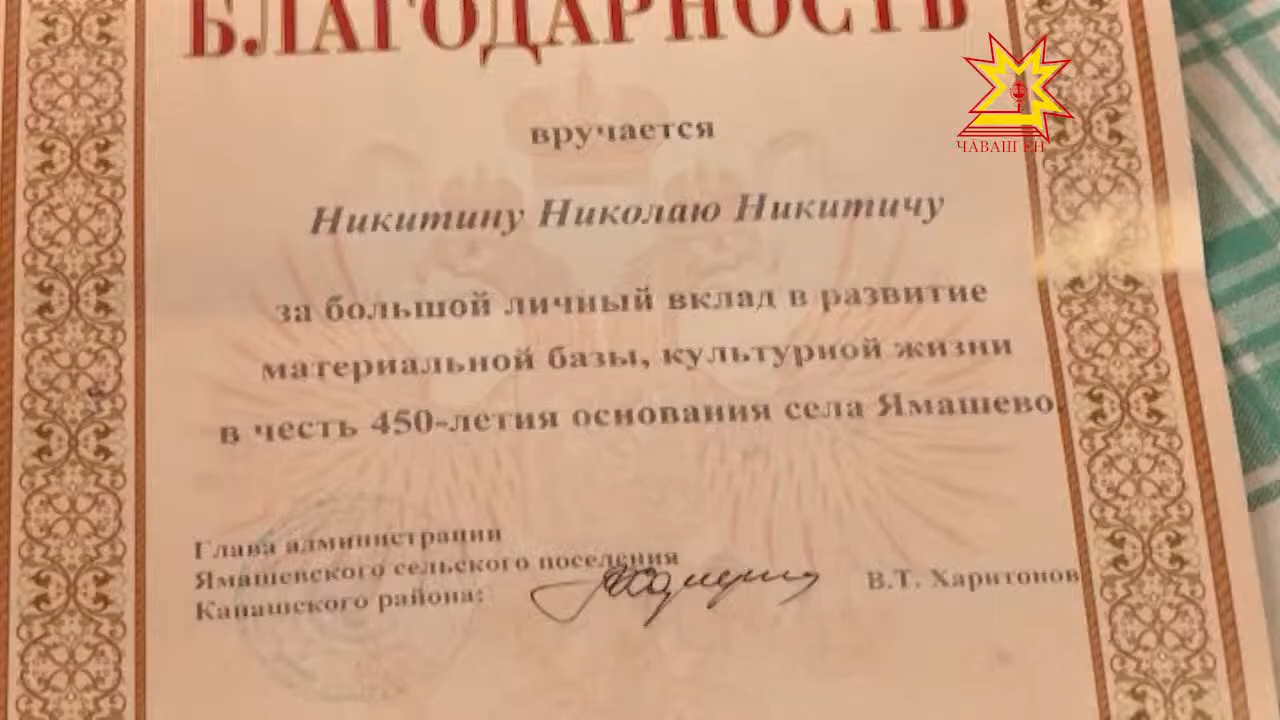 БЛАГОДАРНОСТЬ
ЧӐВАШ ЕН
вручается
Никитину Николаю Никитичу
за большой личный вклад в развитие
материальной базы, культурной жизни
в честь 450-летия основания села Ямашево.
Глава администрации
Ямашевского сельского поселения
Канашского района:
В.Т. Харитонов